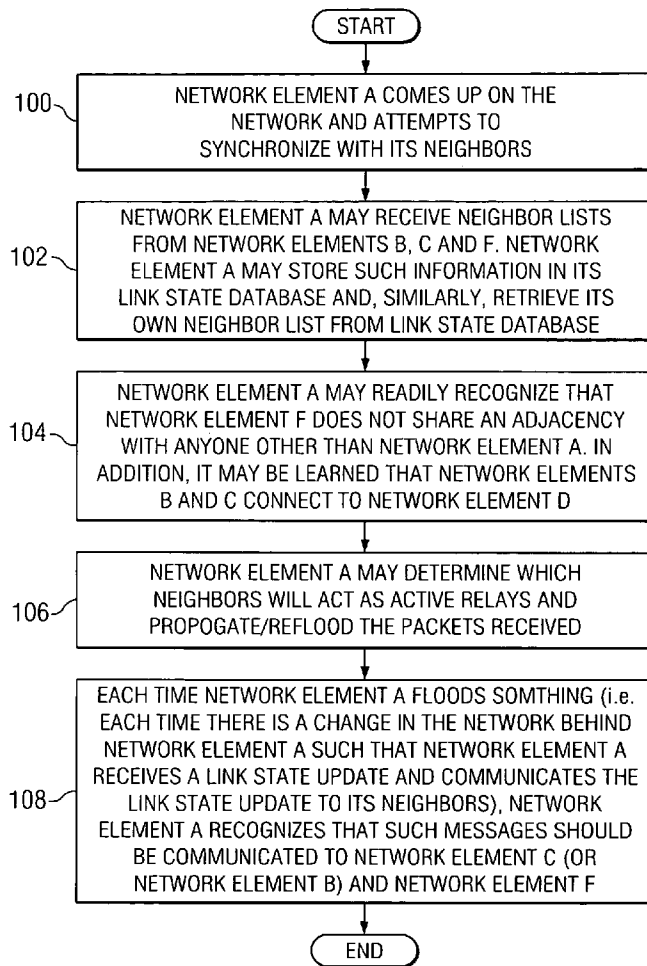 START
100
NETWORK ELEMENT A COMES UP ON THE
NETWORK AND ATTEMPTS TO
SYNCHRONIZE WITH ITS NEIGHBORS
102
NETWORK ELEMENT A MAY RECEIVE NEIGHBOR LISTS
FROM NETWORK ELEMENTS B, C AND F. NETWORK
ELEMENT A MAY STORE SUCH INFORMATION IN ITS
LINK STATE DATABASE AND, SIMILARLY, RETRIEVE ITS
OWN NEIGHBOR LIST FROM LINK STATE DATABASE
104
NETWORK ELEMENT A MAY READILY RECOGNIZE THAT
NETWORK ELEMENT F DOES NOT SHARE AN ADJACENCY
WITH ANYONE OTHER THAN NETWORK ELEMENT A. IN
ADDITION, IT MAY BE LEARNED THAT NETWORK ELEMENTS
B AND C CONNECT TO NETWORK ELEMENT D
106
NETWORK ELEMENT A MAY DETERMINE WHICH
NEIGHBORS WILL ACT AS ACTIVE RELAYS AND
PROPOGATE/REFLOOD THE PACKETS RECEIVED
108
EACH TIME NETWORK ELEMENT A FLOODS SOMTHING (i.e.
EACH TIME THERE IS A CHANGE IN THE NETWORK BEHIND
NETWORK ELEMENT A SUCH THAT NETWORK ELEMENT A
RECEIVES A LINK STATE UPDATE AND COMMUNICATES THE
LINK STATE UPDATE TO ITS NEIGHBORS), NETWORK
ELEMENT A RECOGNIZES THAT SUCH MESSAGES SHOULD
BE COMMUNICATED TO NETWORK ELEMENT C (OR
NETWORK ELEMENT B) AND NETWORK ELEMENT F
END